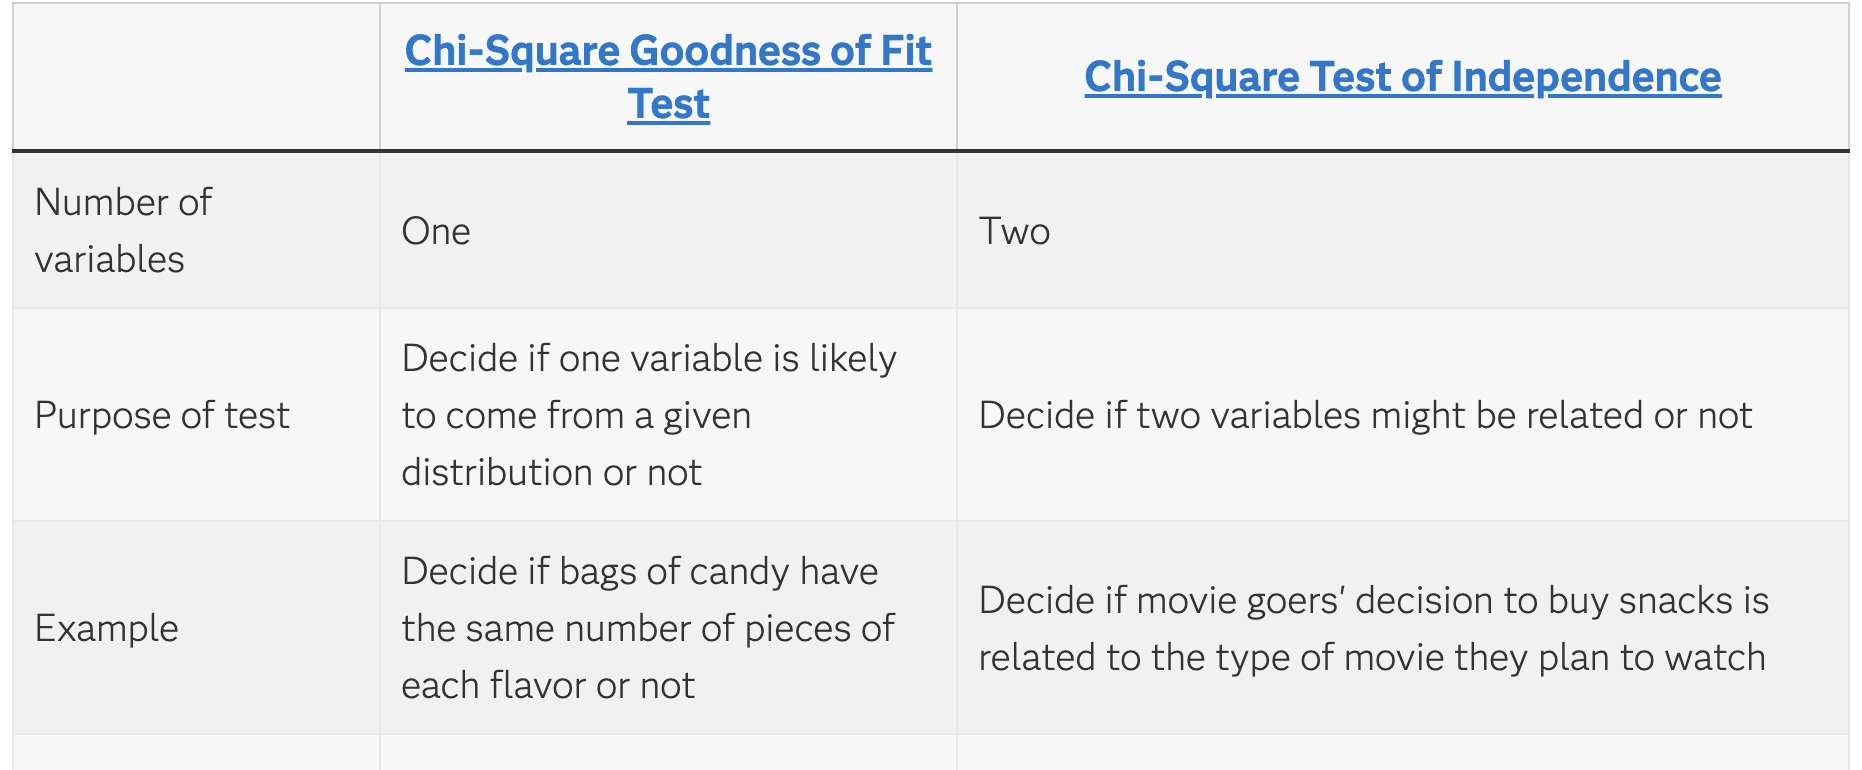 Chi-Square Goodness of Fit
Test
Chi-Square Test of Independence
Number of
variables
One
Two
Purpose of test
Decide if one variable is likely
to come from a given
distribution or not
Decide if two variables might be related or not
Example
Decide if bags of candy have
the same number of pieces of
each flavor or not
Decide if movie goers' decision to buy snacks is
related to the type of movie they plan to watch